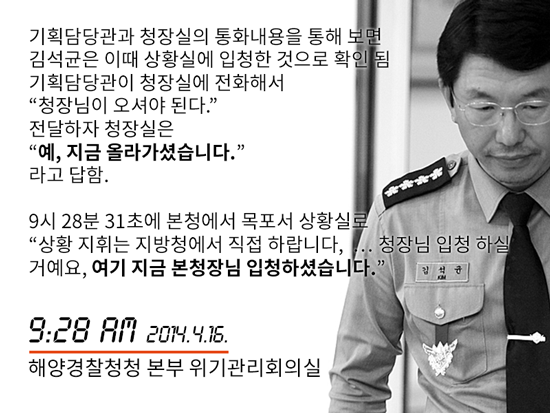 기획담당관과 청장실의 통화내용을 통해 보면
김석균은 이때 상황실에 입청한 것으로 확인 됨
기획담당관이 청장실에 전화해서
“청장님이 오셔야 된다.”
전달하자 청장실은
“예, 지금 올라가셨습니다.”
라고 답함.
9시 28분 31초에 본청에서 목포서 상황실로
“상황 지휘는 지방청에서 직접 하랍니다, … 청장님 입청 하실
거예요, 여기 지금 본청장님 입청하셨습니다.”
김석균
KIM
9:28 AM 2014.4.16.
해양경찰청청 본부 위기관리회의실